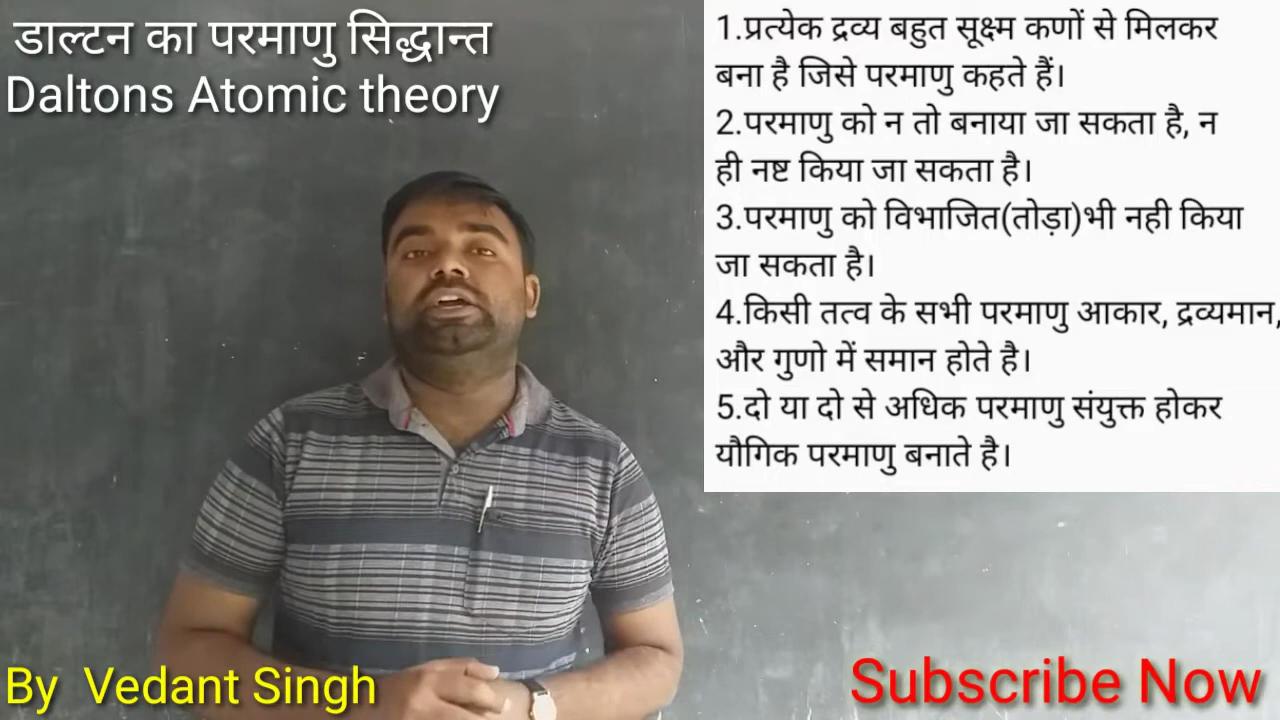 डाल्टन का परमाणु सिद्धान्त
Daltons Atomic theory
1.प्रत्येक द्रव्य बहुत सूक्ष्म कणों से मिलकर
बना है जिसे परमाणु कहते हैं।
2.परमाणु को न तो बनाया जा सकता है, न
ही नष्ट किया जा सकता है।
3.परमाणु को विभाजित(तोड़ा)भी नही किया
जा सकता है।
4.किसी तत्व के सभी परमाणु आकार, द्रव्यमान,
और गुणो में समान होते है।
5.दो या दो से अधिक परमाणु संयुक्त होकर
यौगिक परमाणु बनाते है।
By Vedant Singh
Subscribe Now